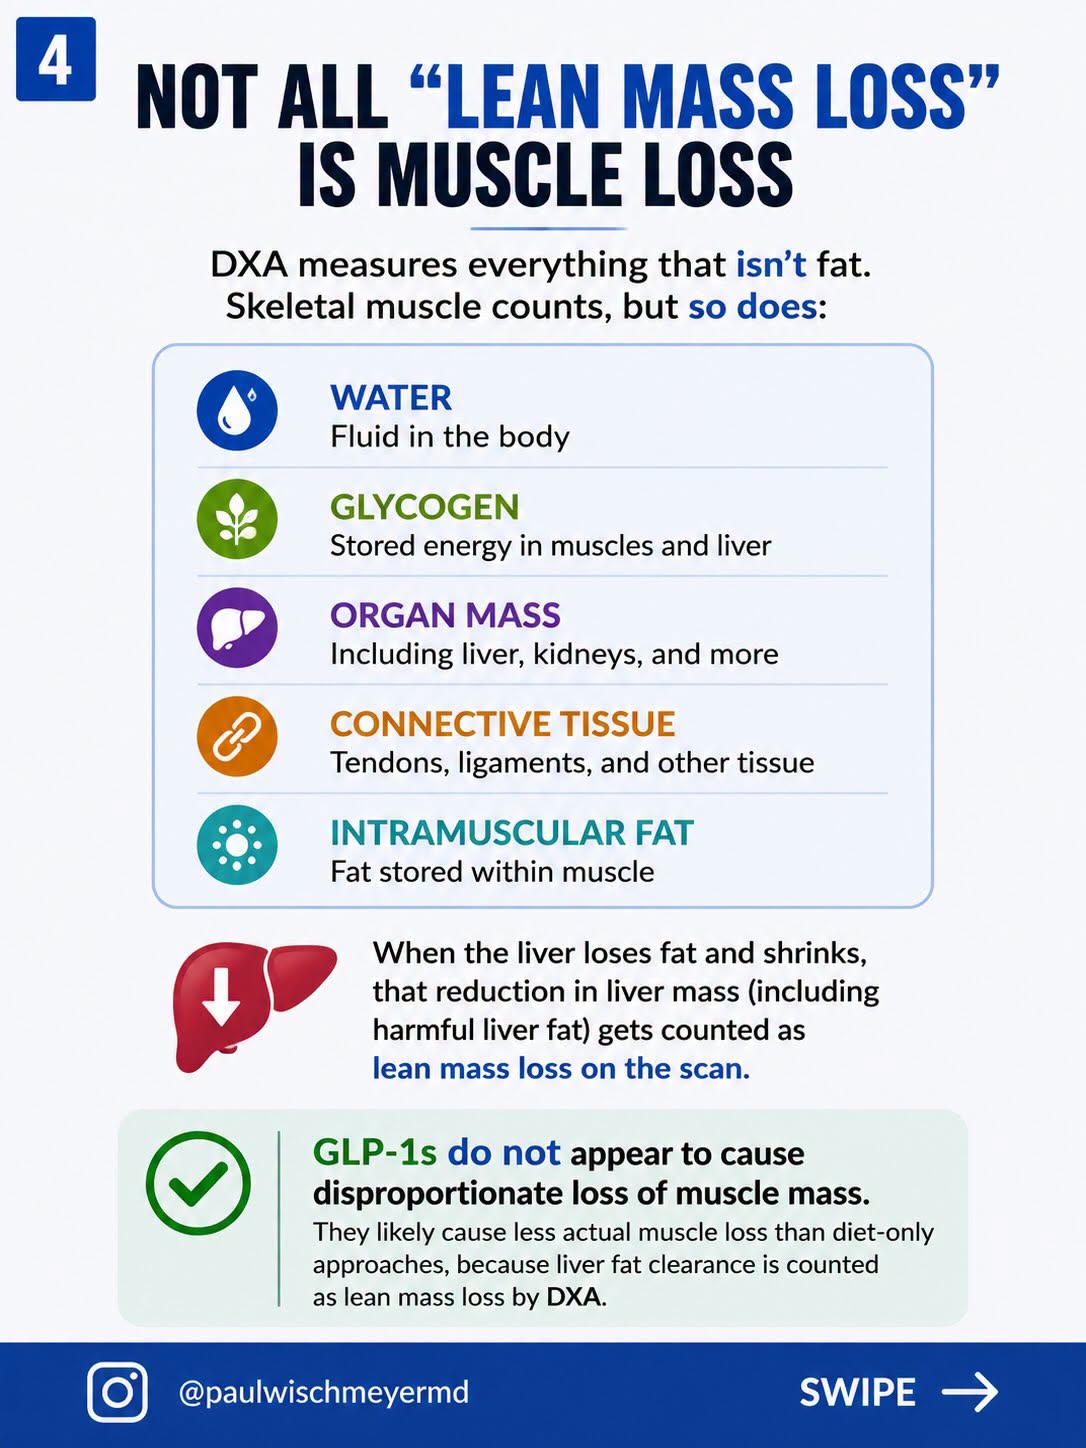 4
NOT ALL “LEAN MASS LOSS”
IS MUSCLE LOSS
DXA measures everything that isn’t fat.
Skeletal muscle counts, but so does:
WATER
Fluid in the body
GLYCOGEN
Stored energy in muscles and liver
ORGAN MASS
Including liver, kidneys, and more
CONNECTIVE TISSUE
Tendons, ligaments, and other tissue
INTRAMUSCULAR FAT
Fat stored within muscle
When the liver loses fat and shrinks,
that reduction in liver mass (including
harmful liver fat) gets counted as
lean mass loss on the scan.
GLP-1s do not appear to cause
disproportionate loss of muscle mass.
They likely cause less actual muscle loss than diet-only
approaches, because liver fat clearance is counted
as lean mass loss by DXA.
@paulwischmeyermd
SWIPE